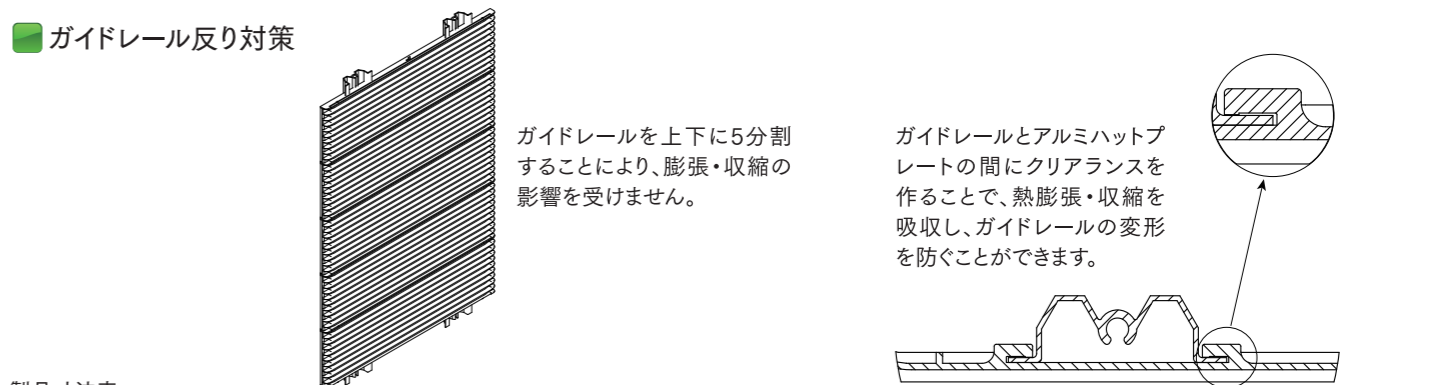 ガイドレール反り対策
ガイドレールを上下に5分割
することにより、膨張・収縮の
影響を受けません。
ガイドレールとアルミハットプ
レートの間にクリアランスを
作ることで、熱膨張・収縮を
吸収し、ガイドレールの変形
を防ぐことができます。